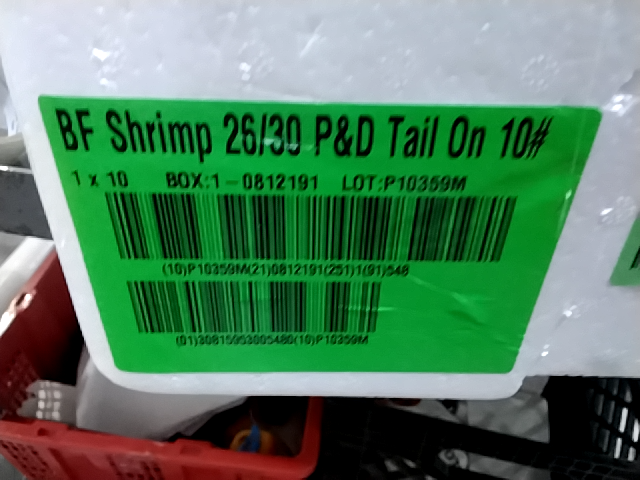 BF Shrimp 26/30 P&D Tail On 10#
1 x 10 BOX:1-0812191 LOT:P10359M
(10)P10359M(21)0812191(251)1(91)548
(01)30815953005480(10)P10359M